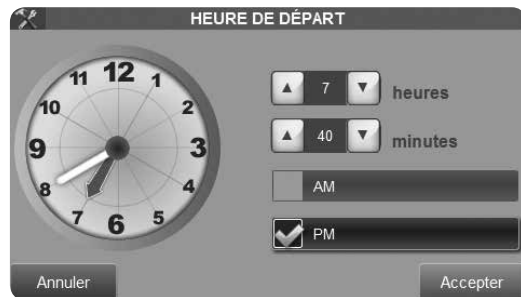 HEURE DE DÉPART
12
11 1
10 2
9 3
8 4
7 5
6
7 heures
40 minutes
AM
PM
Annuler Accepter